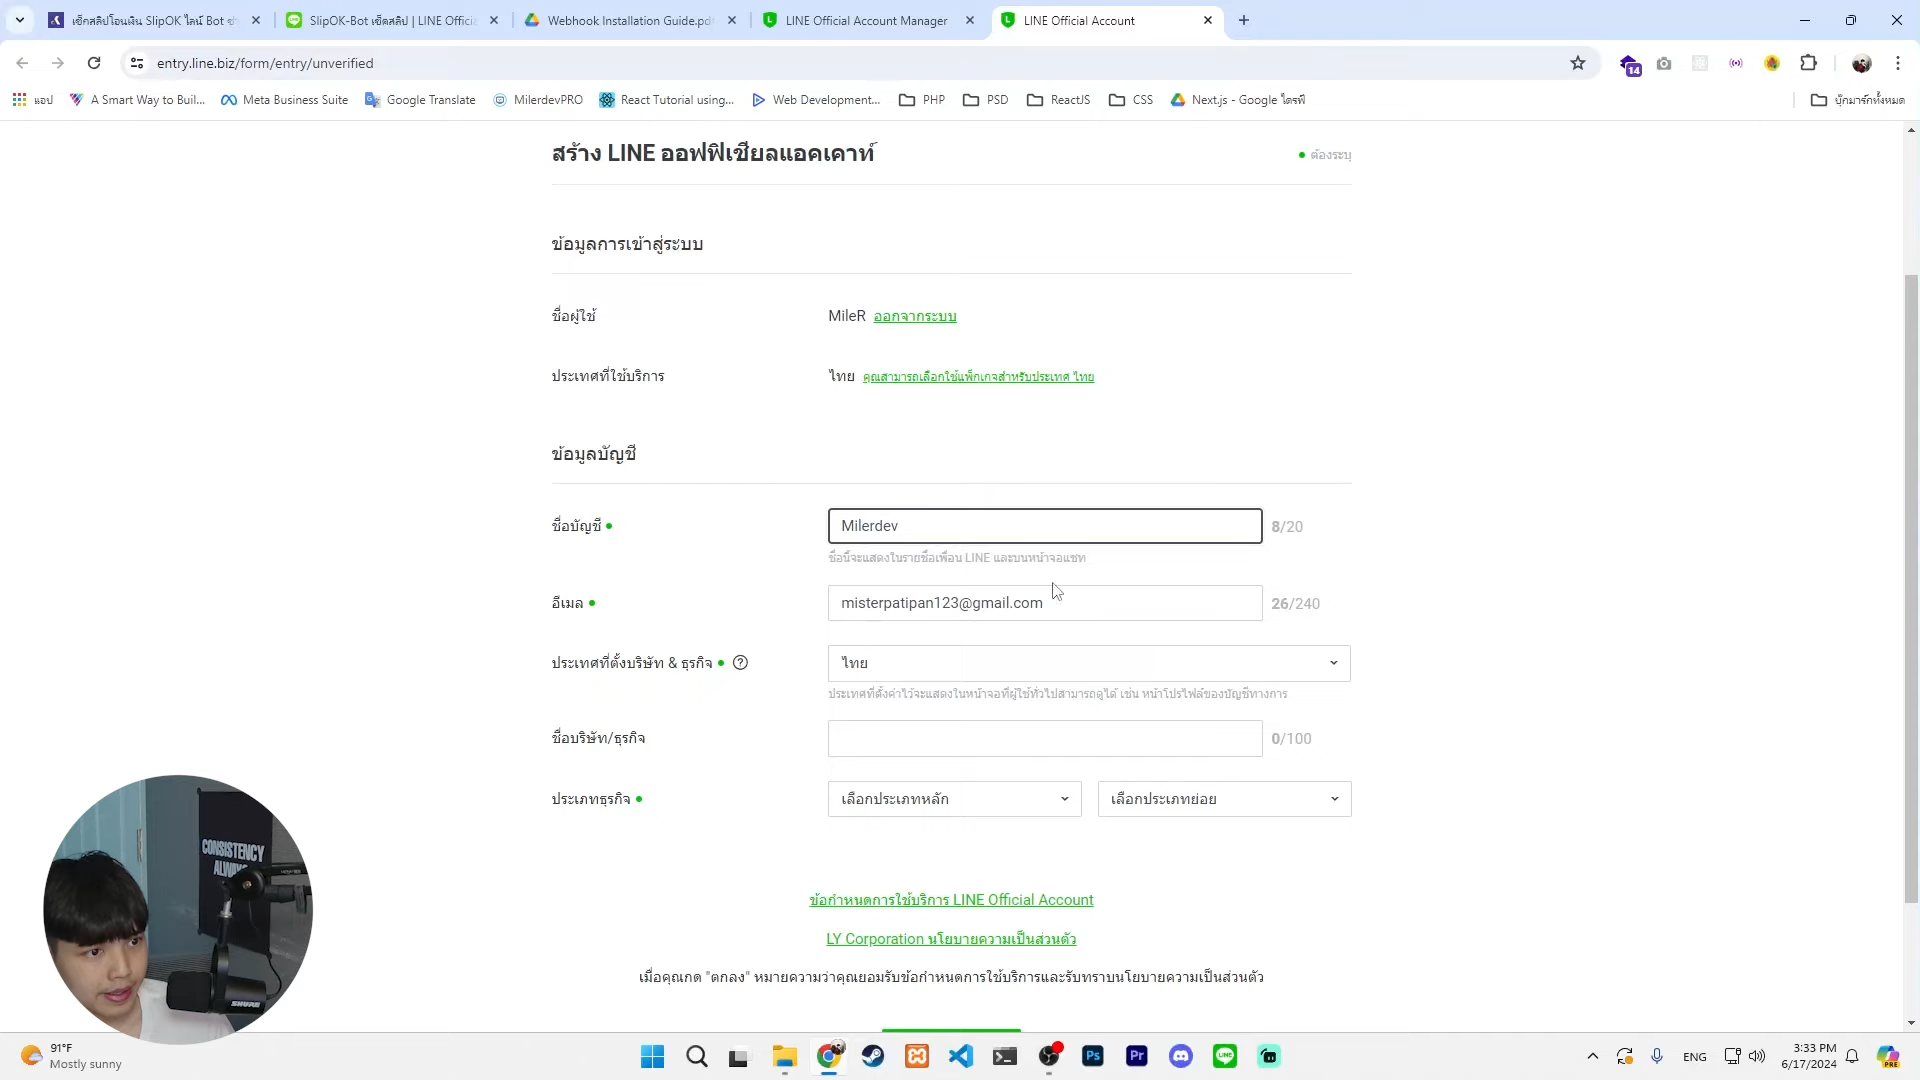 เช็กสลิปโอนเงิน SlipOK ไลน์ Bot ช่
SlipOK-Bot เช็คสลิป | LINE Officia
Webhook Installation Guide.pdf
LINE Official Account Manager
LINE Official Account
entry.line.biz/form/entry/unverified
14
แอป
A Smart Way to Buil...
Meta Business Suite
Google Translate
MilerdevPRO
React Tutorial using...
Web Development...
PHP
PSD
ReactJS
CSS
Next.js - Google ไดรฟ์
บุ๊กมาร์กทั้งหมด
สร้าง LINE ออฟฟิเชียลแอคเคาท์
ต้องระบุ
ข้อมูลการเข้าสู่ระบบ
ชื่อผู้ใช้
MileR ออกจากระบบ
ประเทศที่ใช้บริการ
ไทย คุณสามารถเลือกใช้แพ็กเกจสำหรับประเทศ ไทย
ข้อมูลบัญชี
ชื่อบัญชี
Milerdev
8/20
ชื่อนี้จะแสดงในรายชื่อเพื่อน LINE และบนหน้าจอแชท
อีเมล
misterpatipan123@gmail.com
26/240
ประเทศที่ตั้งบริษัท & ธุรกิจ
ไทย
ประเทศที่ตั้งค่าไว้จะแสดงในหน้าจอที่ผู้ใช้ทั่วไปสามารถดูได้ เช่น หน้าโปรไฟล์ของบัญชีทางการ
ชื่อบริษัท/ธุรกิจ
0/100
ประเภทธุรกิจ
เลือกประเภทหลัก
เลือกประเภทย่อย
ข้อกำหนดการใช้บริการ LINE Official Account
LY Corporation นโยบายความเป็นส่วนตัว
เมื่อคุณกด "ตกลง" หมายความว่าคุณยอมรับข้อกำหนดการใช้บริการและรับทราบนโยบายความเป็นส่วนตัว
CONSISTENCY
ALWAYS
SHURE
91°F
Mostly sunny
Ps
Pr
LINE
ENG
3:33 PM
6/17/2024
PRE